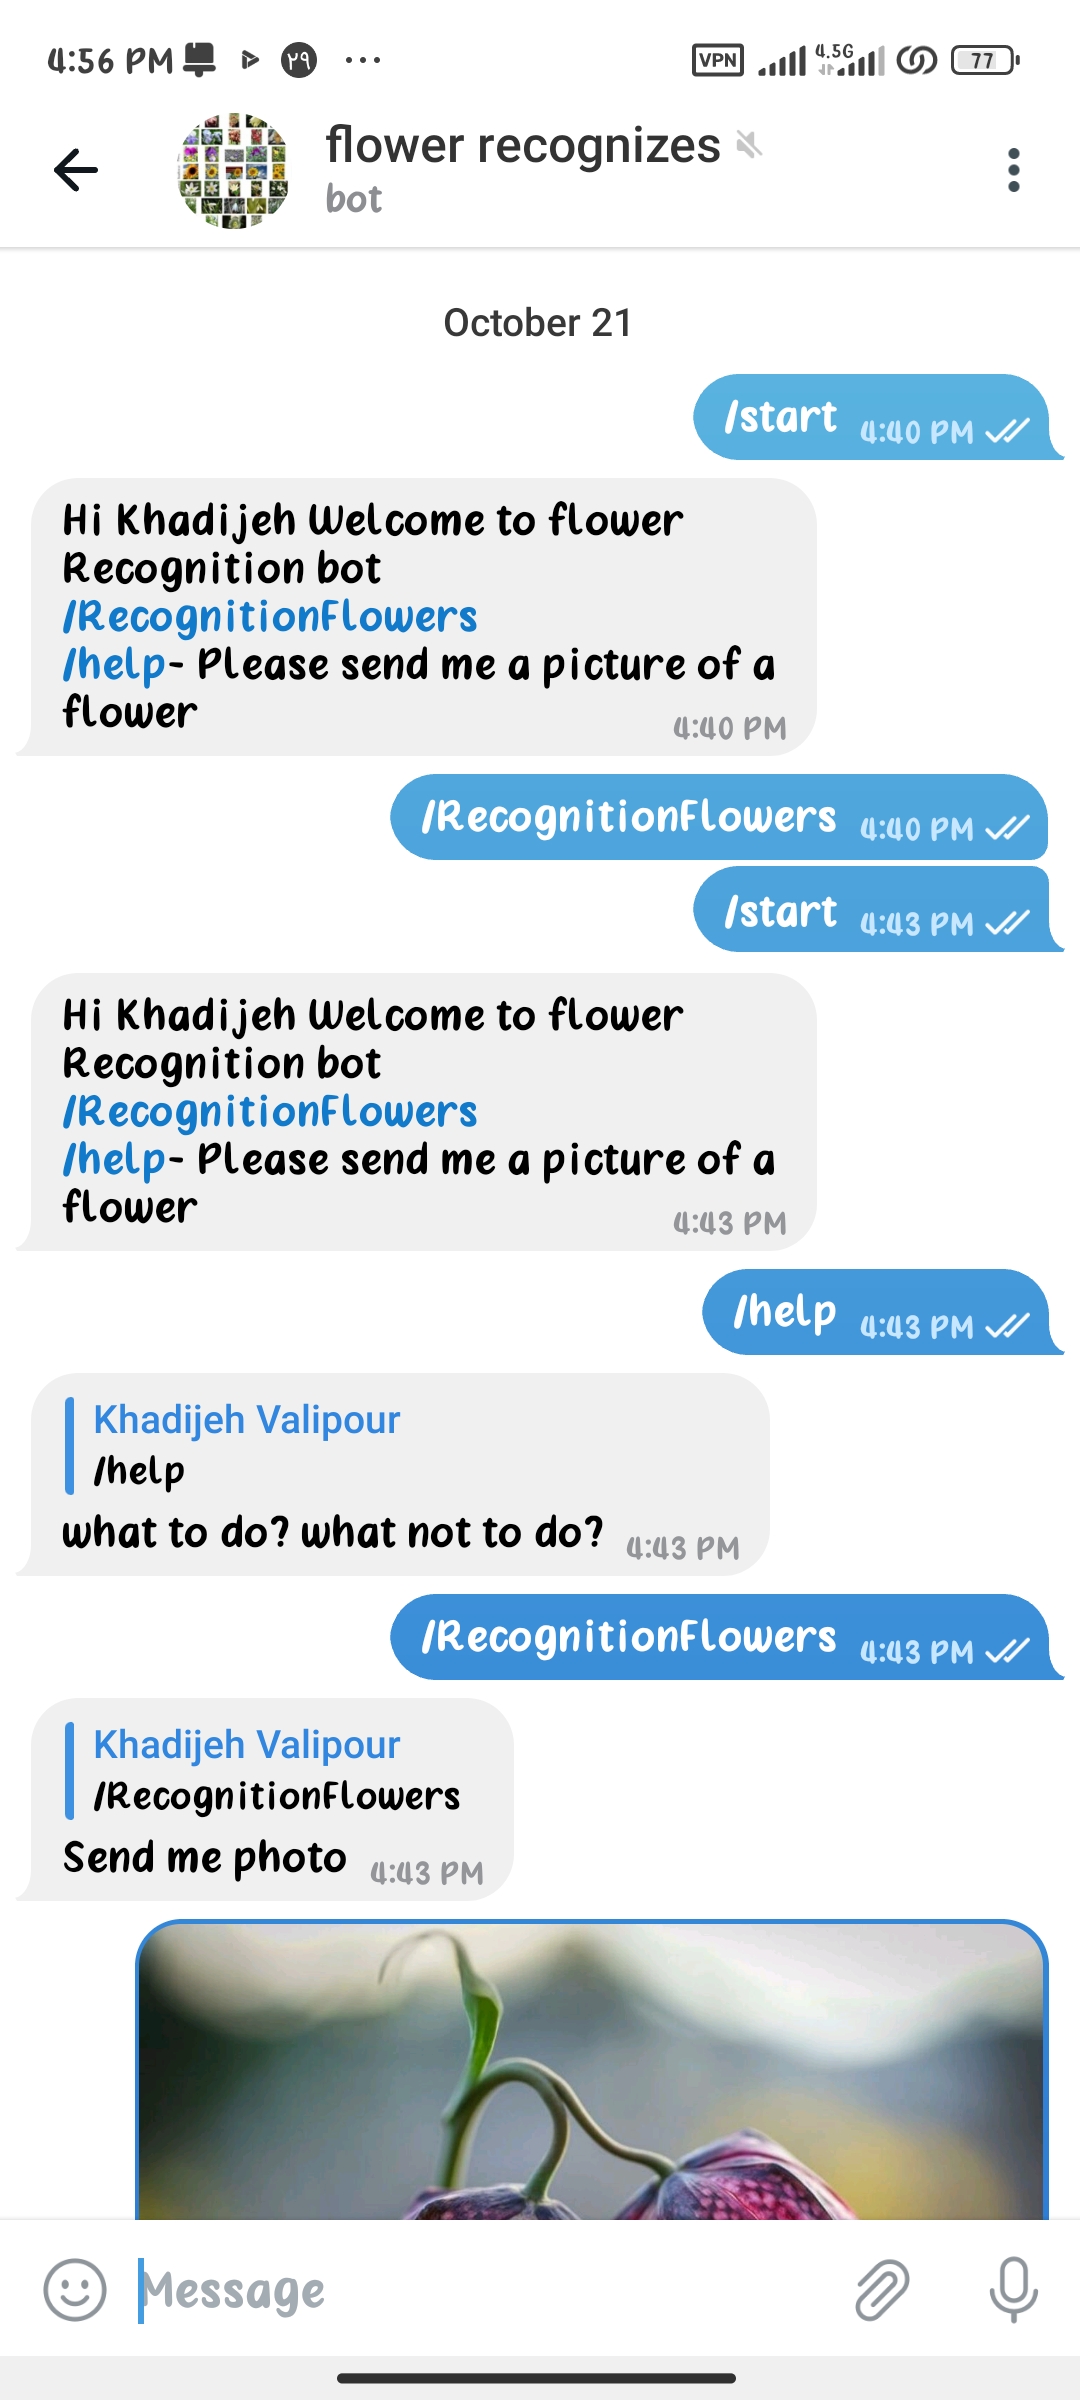 4:56 PM ۲۹ ... VPN 4.5G 77
flower recognizes
bot
October 21
/start 4:40 PM
Hi Khadijeh Welcome to flower
Recognition bot
/RecognitionFlowers
/help- Please send me a picture of a
flower
4:40 PM
/RecognitionFlowers 4:40 PM
/start 4:43 PM
Hi Khadijeh Welcome to flower
Recognition bot
/RecognitionFlowers
/help- Please send me a picture of a
flower
4:43 PM
/help 4:43 PM
Khadijeh Valipour
/help
what to do? what not to do? 4:43 PM
/RecognitionFlowers 4:43 PM
Khadijeh Valipour
/RecognitionFlowers
Send me photo 4:43 PM
Message